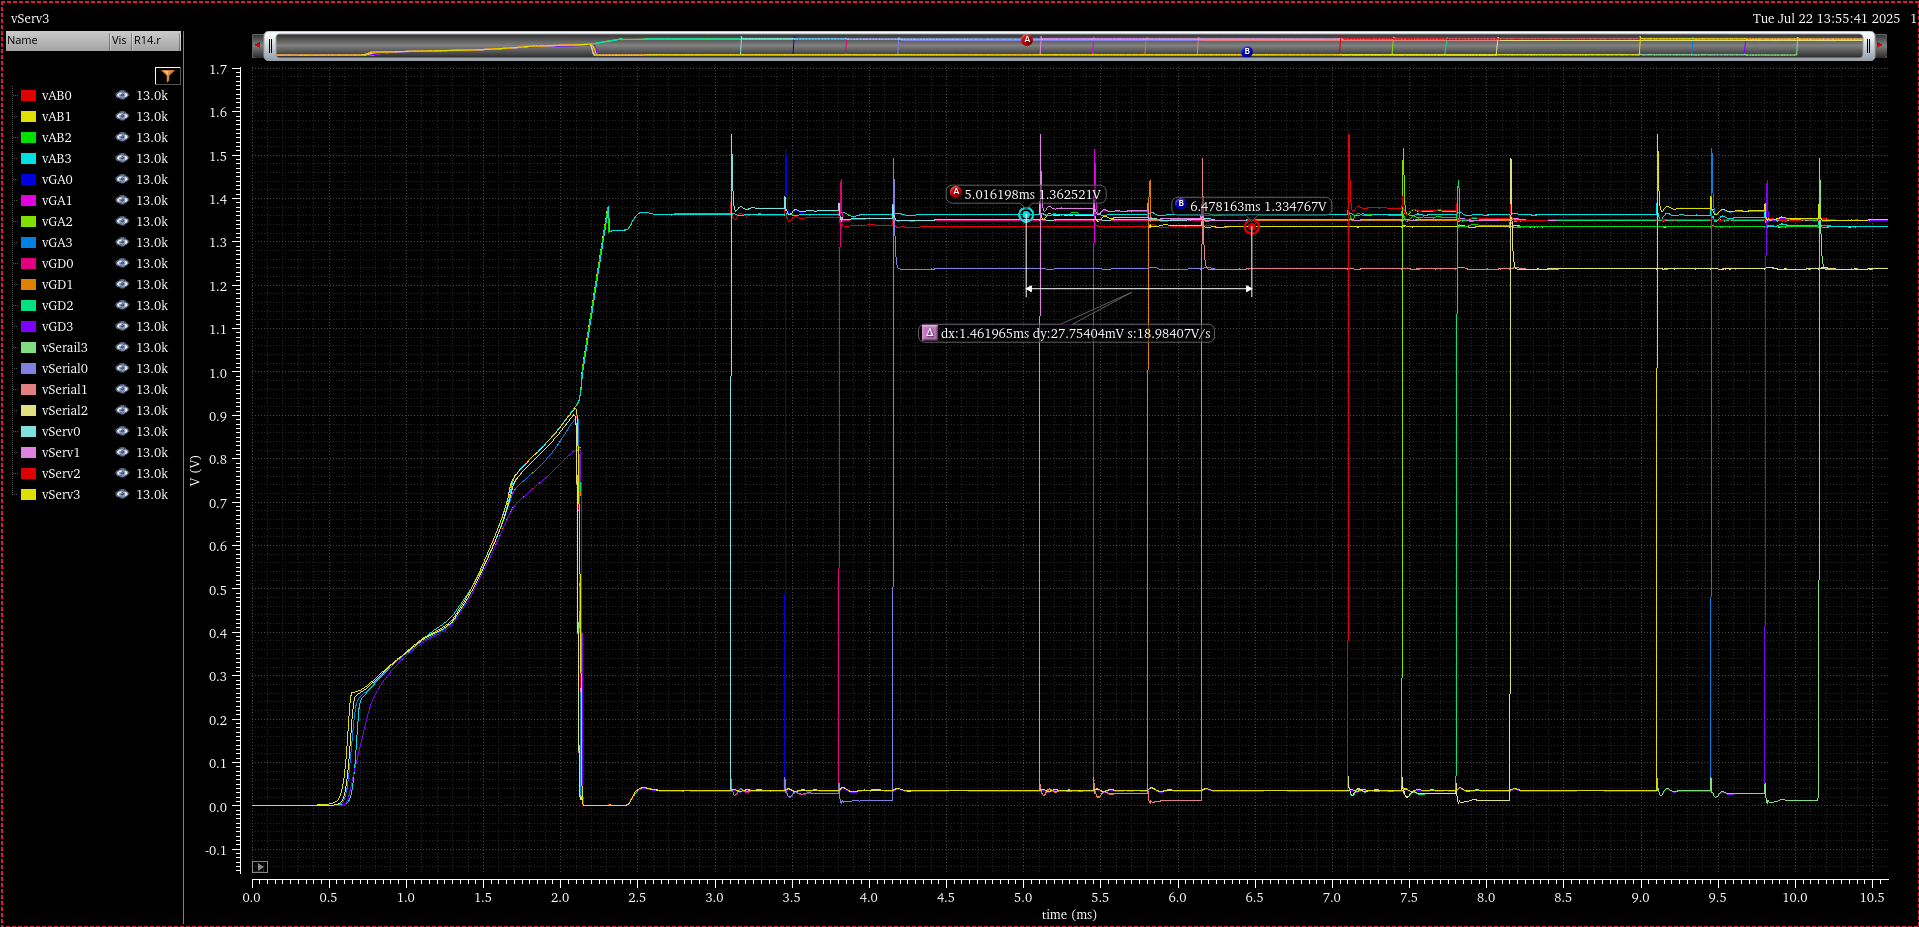 vServ3
Tue Jul 22 13:55:41 2025 1
Name Vis R14.r
vAB0 13.0k
vAB1 13.0k
vAB2 13.0k
vAB3 13.0k
vGA0 13.0k
vGA1 13.0k
vGA2 13.0k
vGA3 13.0k
vGD0 13.0k
vGD1 13.0k
vGD2 13.0k
vGD3 13.0k
vSerail3 13.0k
vSerial0 13.0k
vSerial1 13.0k
vSerial2 13.0k
vServ0 13.0k
vServ1 13.0k
vServ2 13.0k
vServ3 13.0k
A
B
V (V)
1.7
1.6
1.5
1.4
1.3
1.2
1.1
1.0
0.9
0.8
0.7
0.6
0.5
0.4
0.3
0.2
0.1
0.0
-0.1
A 5.016198ms 1.362521V
B 6.478163ms 1.334767V
Δ dx:1.461965ms dy:27.75404mV s:18.98407V/s
0.0 0.5 1.0 1.5 2.0 2.5 3.0 3.5 4.0 4.5 5.0 5.5 6.0 6.5 7.0 7.5 8.0 8.5 9.0 9.5 10.0 10.5
time (ms)